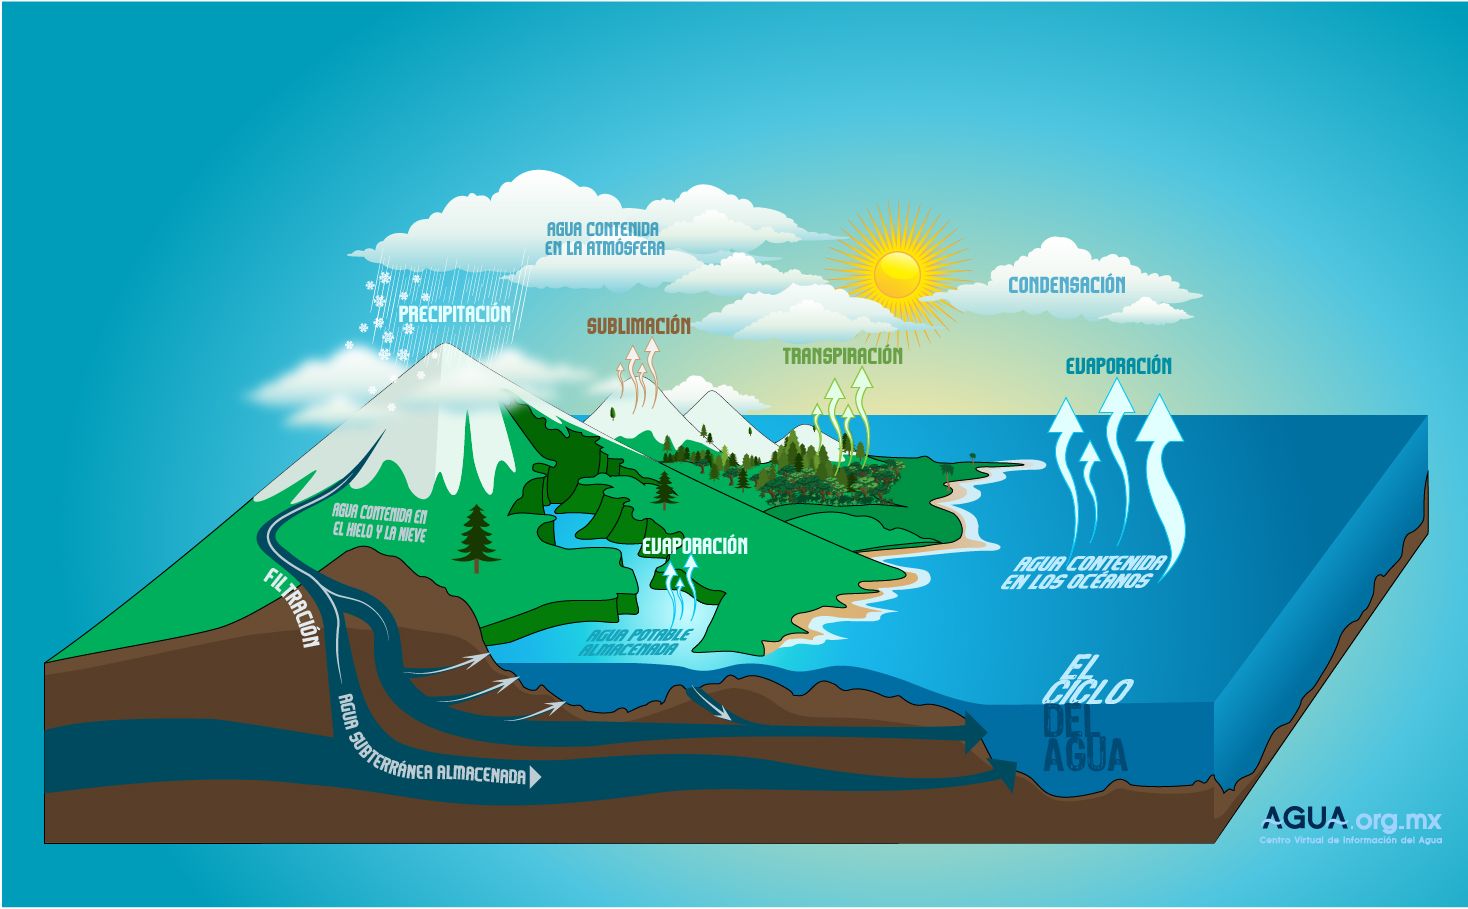 AGUA CONTENIDA
EN LA ATMÓSFERA
CONDENSACIÓN
PRECIPITACIÓN
SUBLIMACIÓN
TRANSPIRACIÓN
EVAPORACIÓN
AGUA CONTENIDA EN
EL HIELO Y LA NIEVE
EVAPORACIÓN
AGUA CONTENIDA
EN LOS OCÉANOS
FILTRACIÓN
AGUA POTABLE
ALMACENADA
EL
CICLO
DEL
AGUA
AGUA SUBTERRÁNEA ALMACENADA
AGUA.org.mx
Centro Virtual de Información del Agua